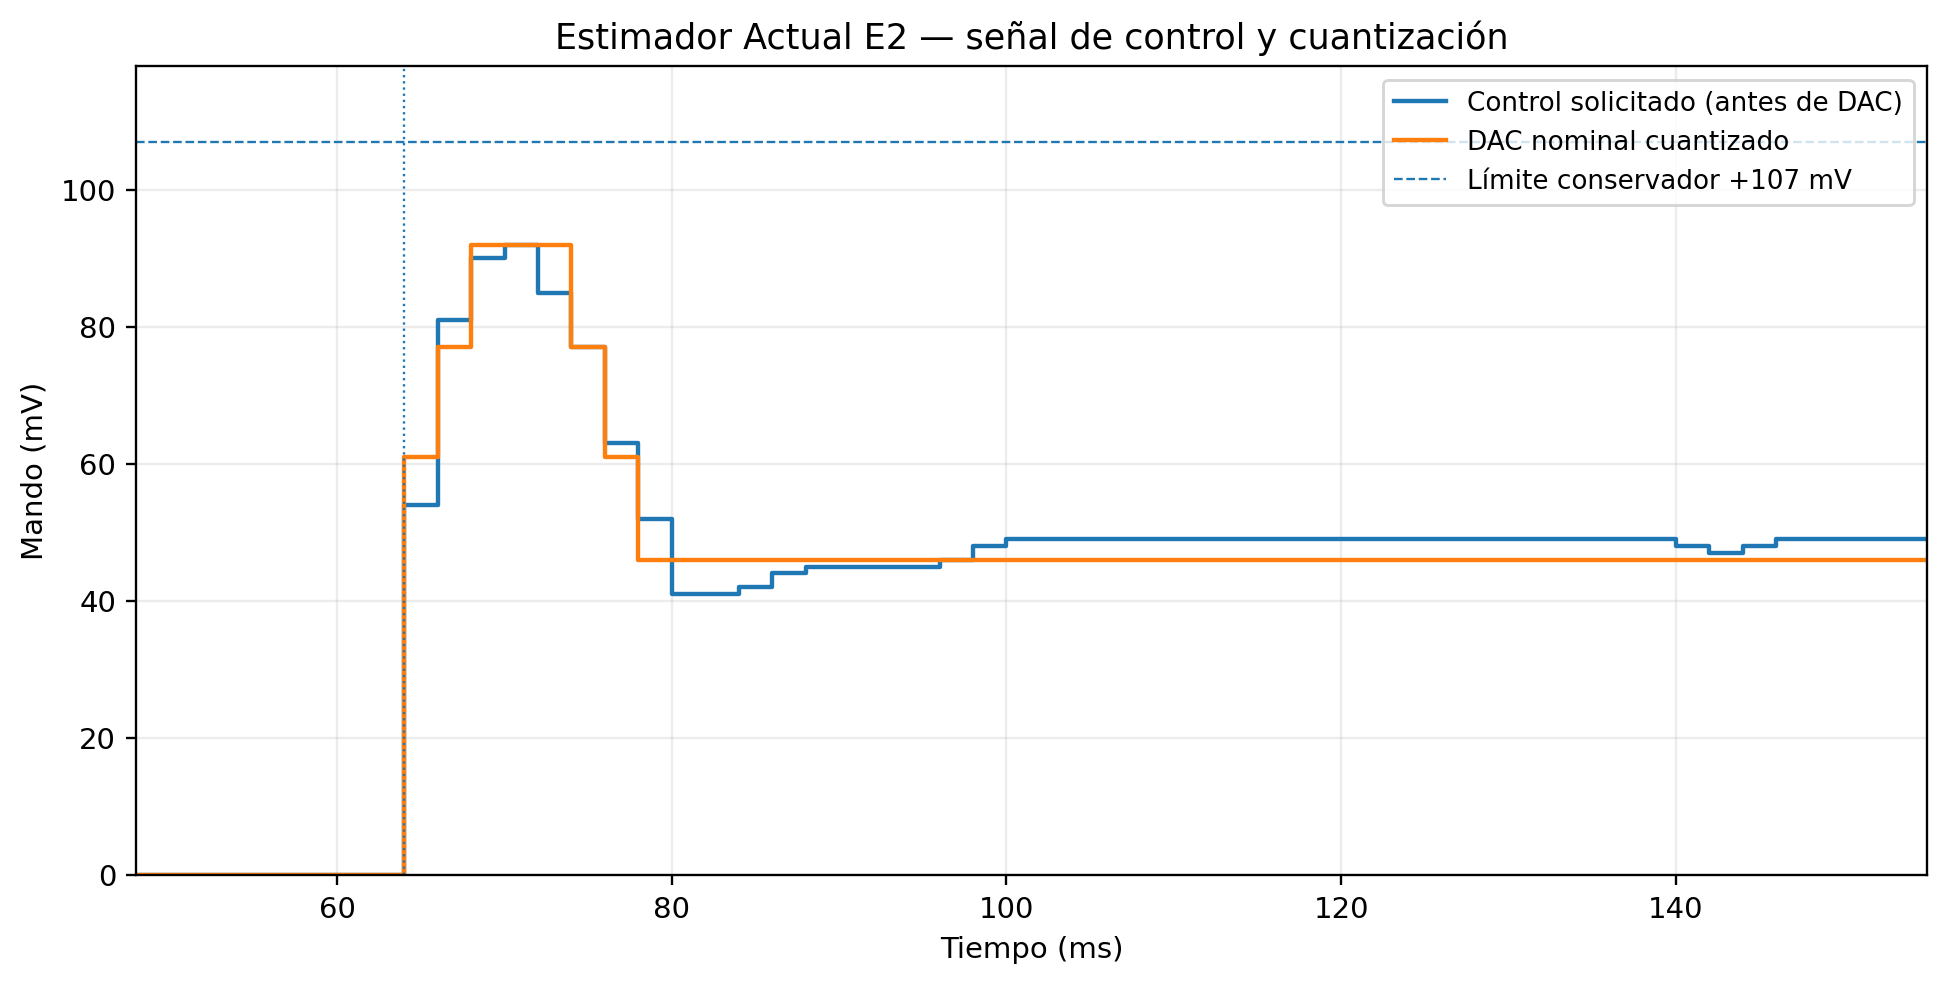 Estimador Actual E2 — señal de control y cuantización
Control solicitado (antes de DAC)
DAC nominal cuantizado
Límite conservador +107 mV
Mando (mV)
100
80
60
40
20
0
60
80
100
120
140
Tiempo (ms)